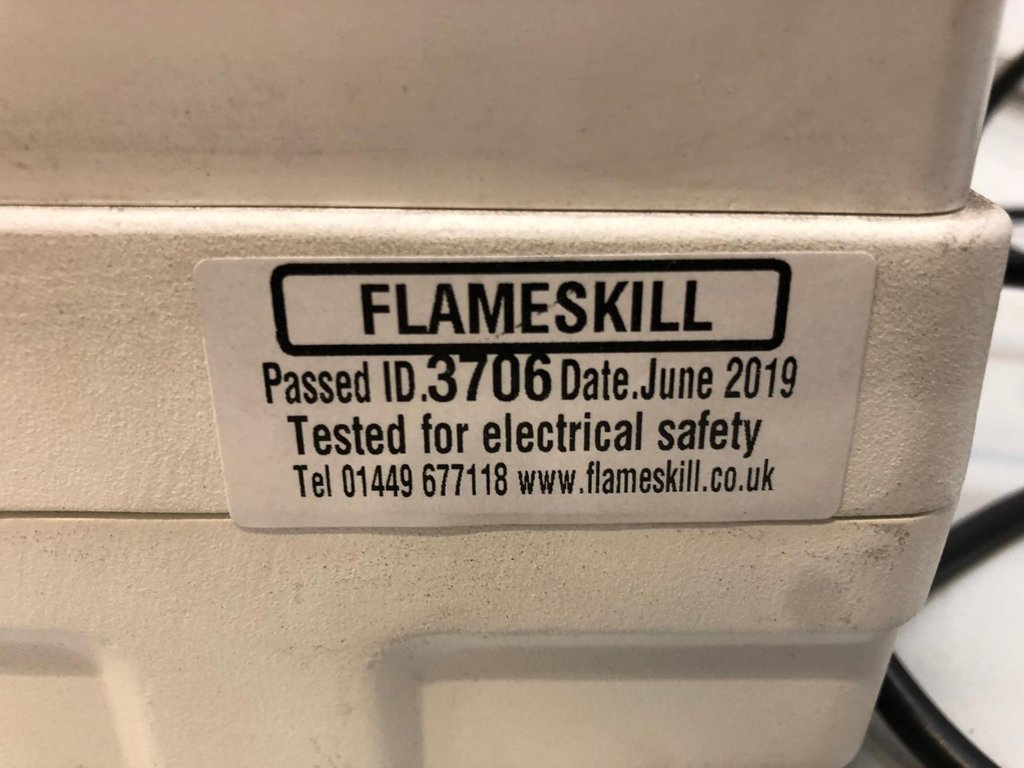 FLAMESKILL
Passed ID.3706 Date.June 2019
Tested for electrical safety
Tel 01449 677118 www.flameskill.co.uk